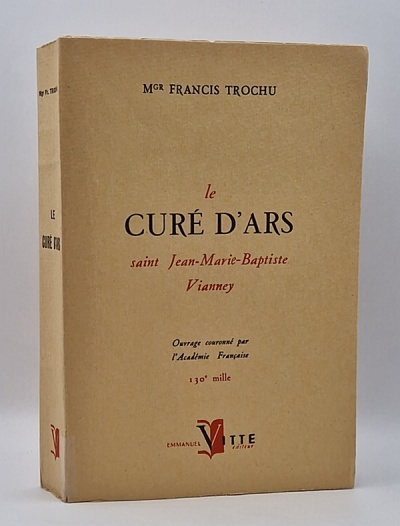 Mgr FRANCIS TROCHU
le
CURÉ D'ARS
saint Jean-Marie-Baptiste
Vianney
Ouvrage couronné par
l'Académie Française
130e mille
EMMANUEL VITTE
éditeur
LE
CURÉ D'ARS